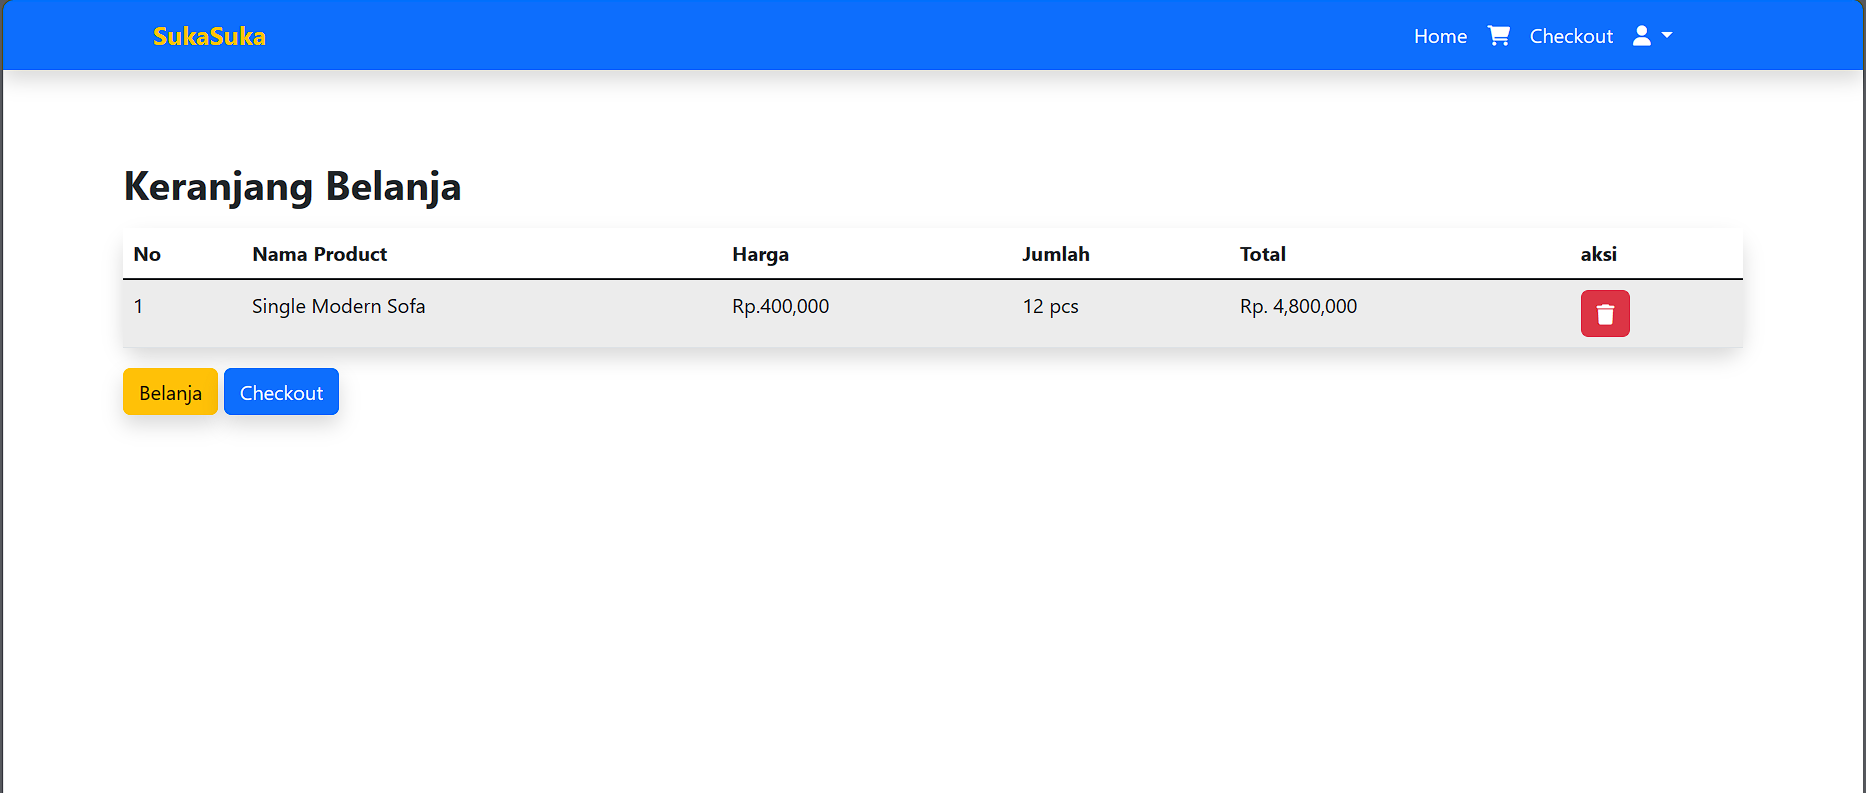 SukaSuka Home Checkout
Keranjang Belanja
No Nama Product Harga Jumlah Total aksi
1 Single Modern Sofa Rp.400,000 12 pcs Rp. 4,800,000
Belanja Checkout